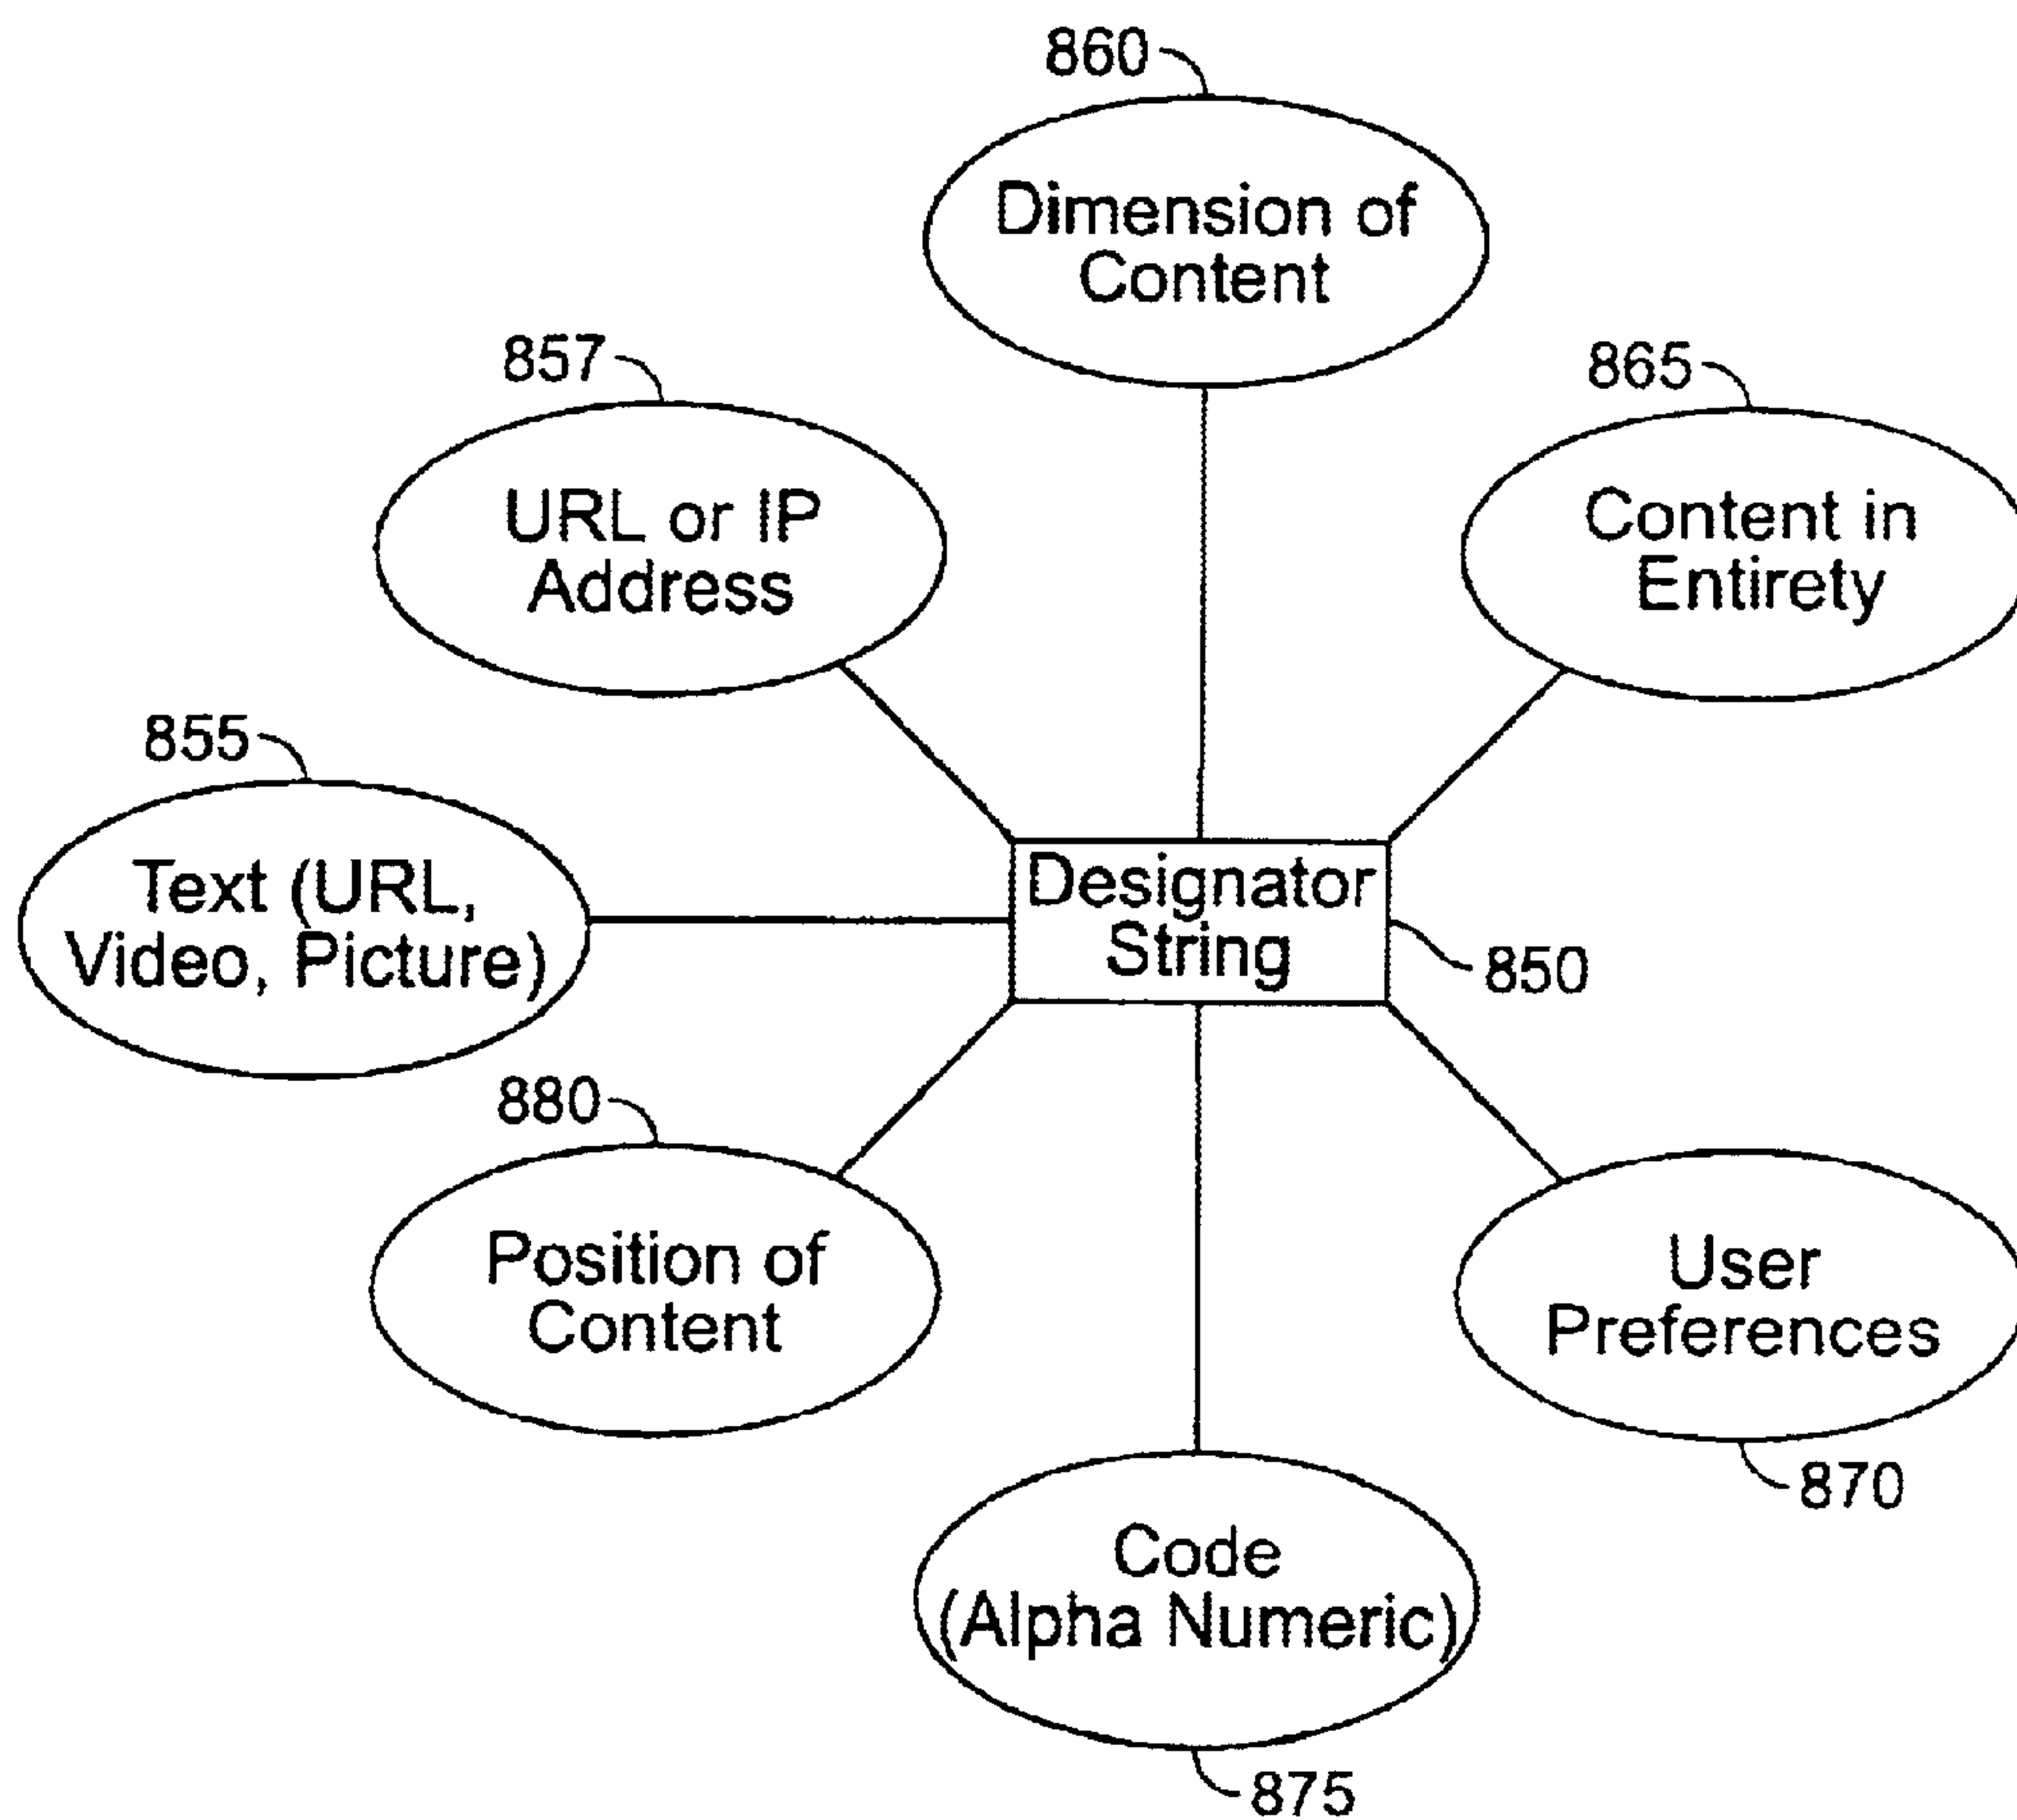 860
Dimension of
Content
857
URL or IP
Address
865
Content in
Entirety
855
Text (URL,
Video, Picture)
Designator
String
850
880
Position of
Content
User
Preferences
870
Code
(Alpha Numeric)
875